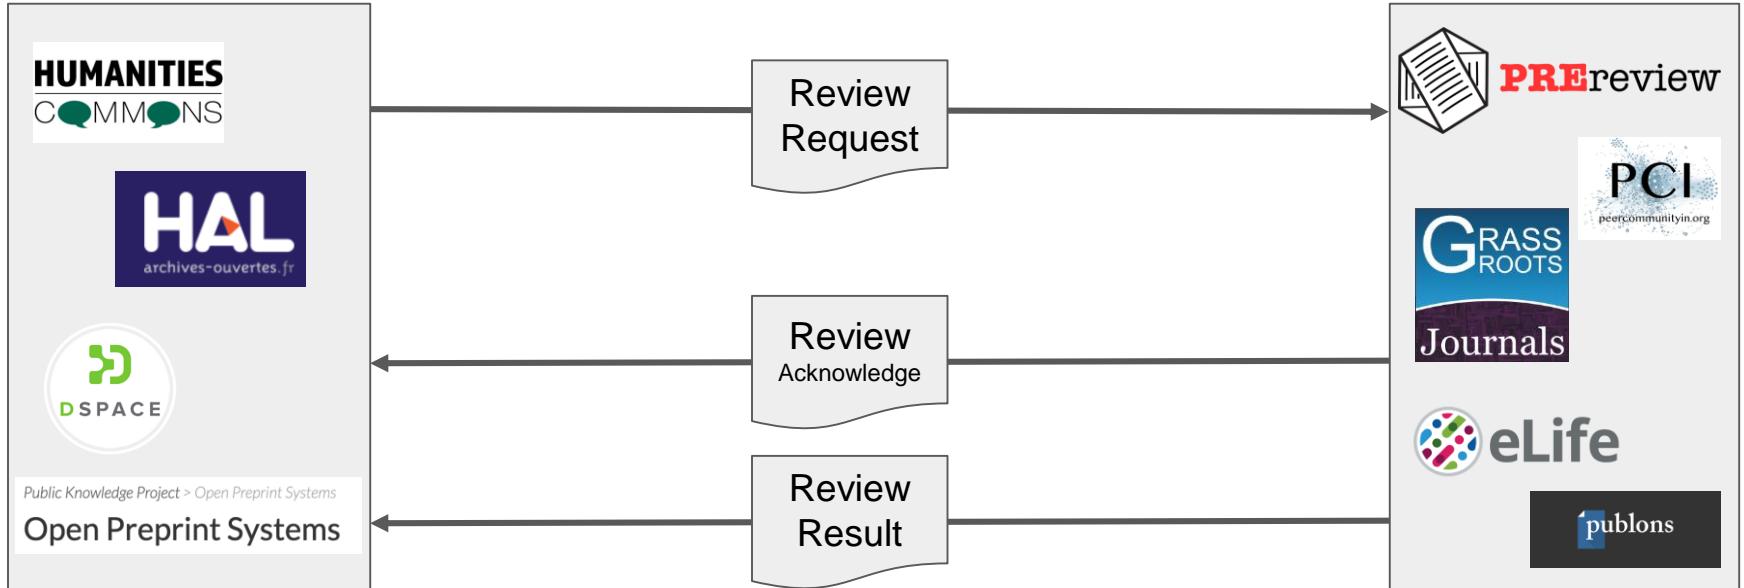 HUMANITIES
COMMONS
HAL
archives-ouvertes.fr
DSPACE
Public Knowledge Project > Open Preprint Systems
Open Preprint Systems
Review
Request
Review
Acknowledge
Review
Result
PREreview
PCI
peercommunityin.org
GRASS
ROOTS
Journals
eLife
publons